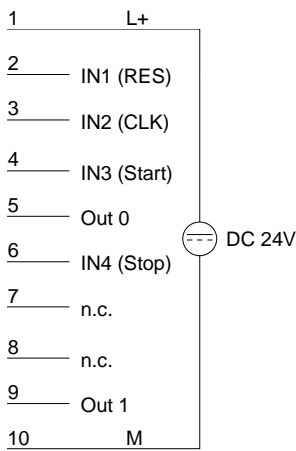 1 L+
2 IN1 (RES)
3 IN2 (CLK)
4 IN3 (Start)
5 Out 0
DC 24V
6 IN4 (Stop)
7 n.c.
8 n.c.
9 Out 1
10 M